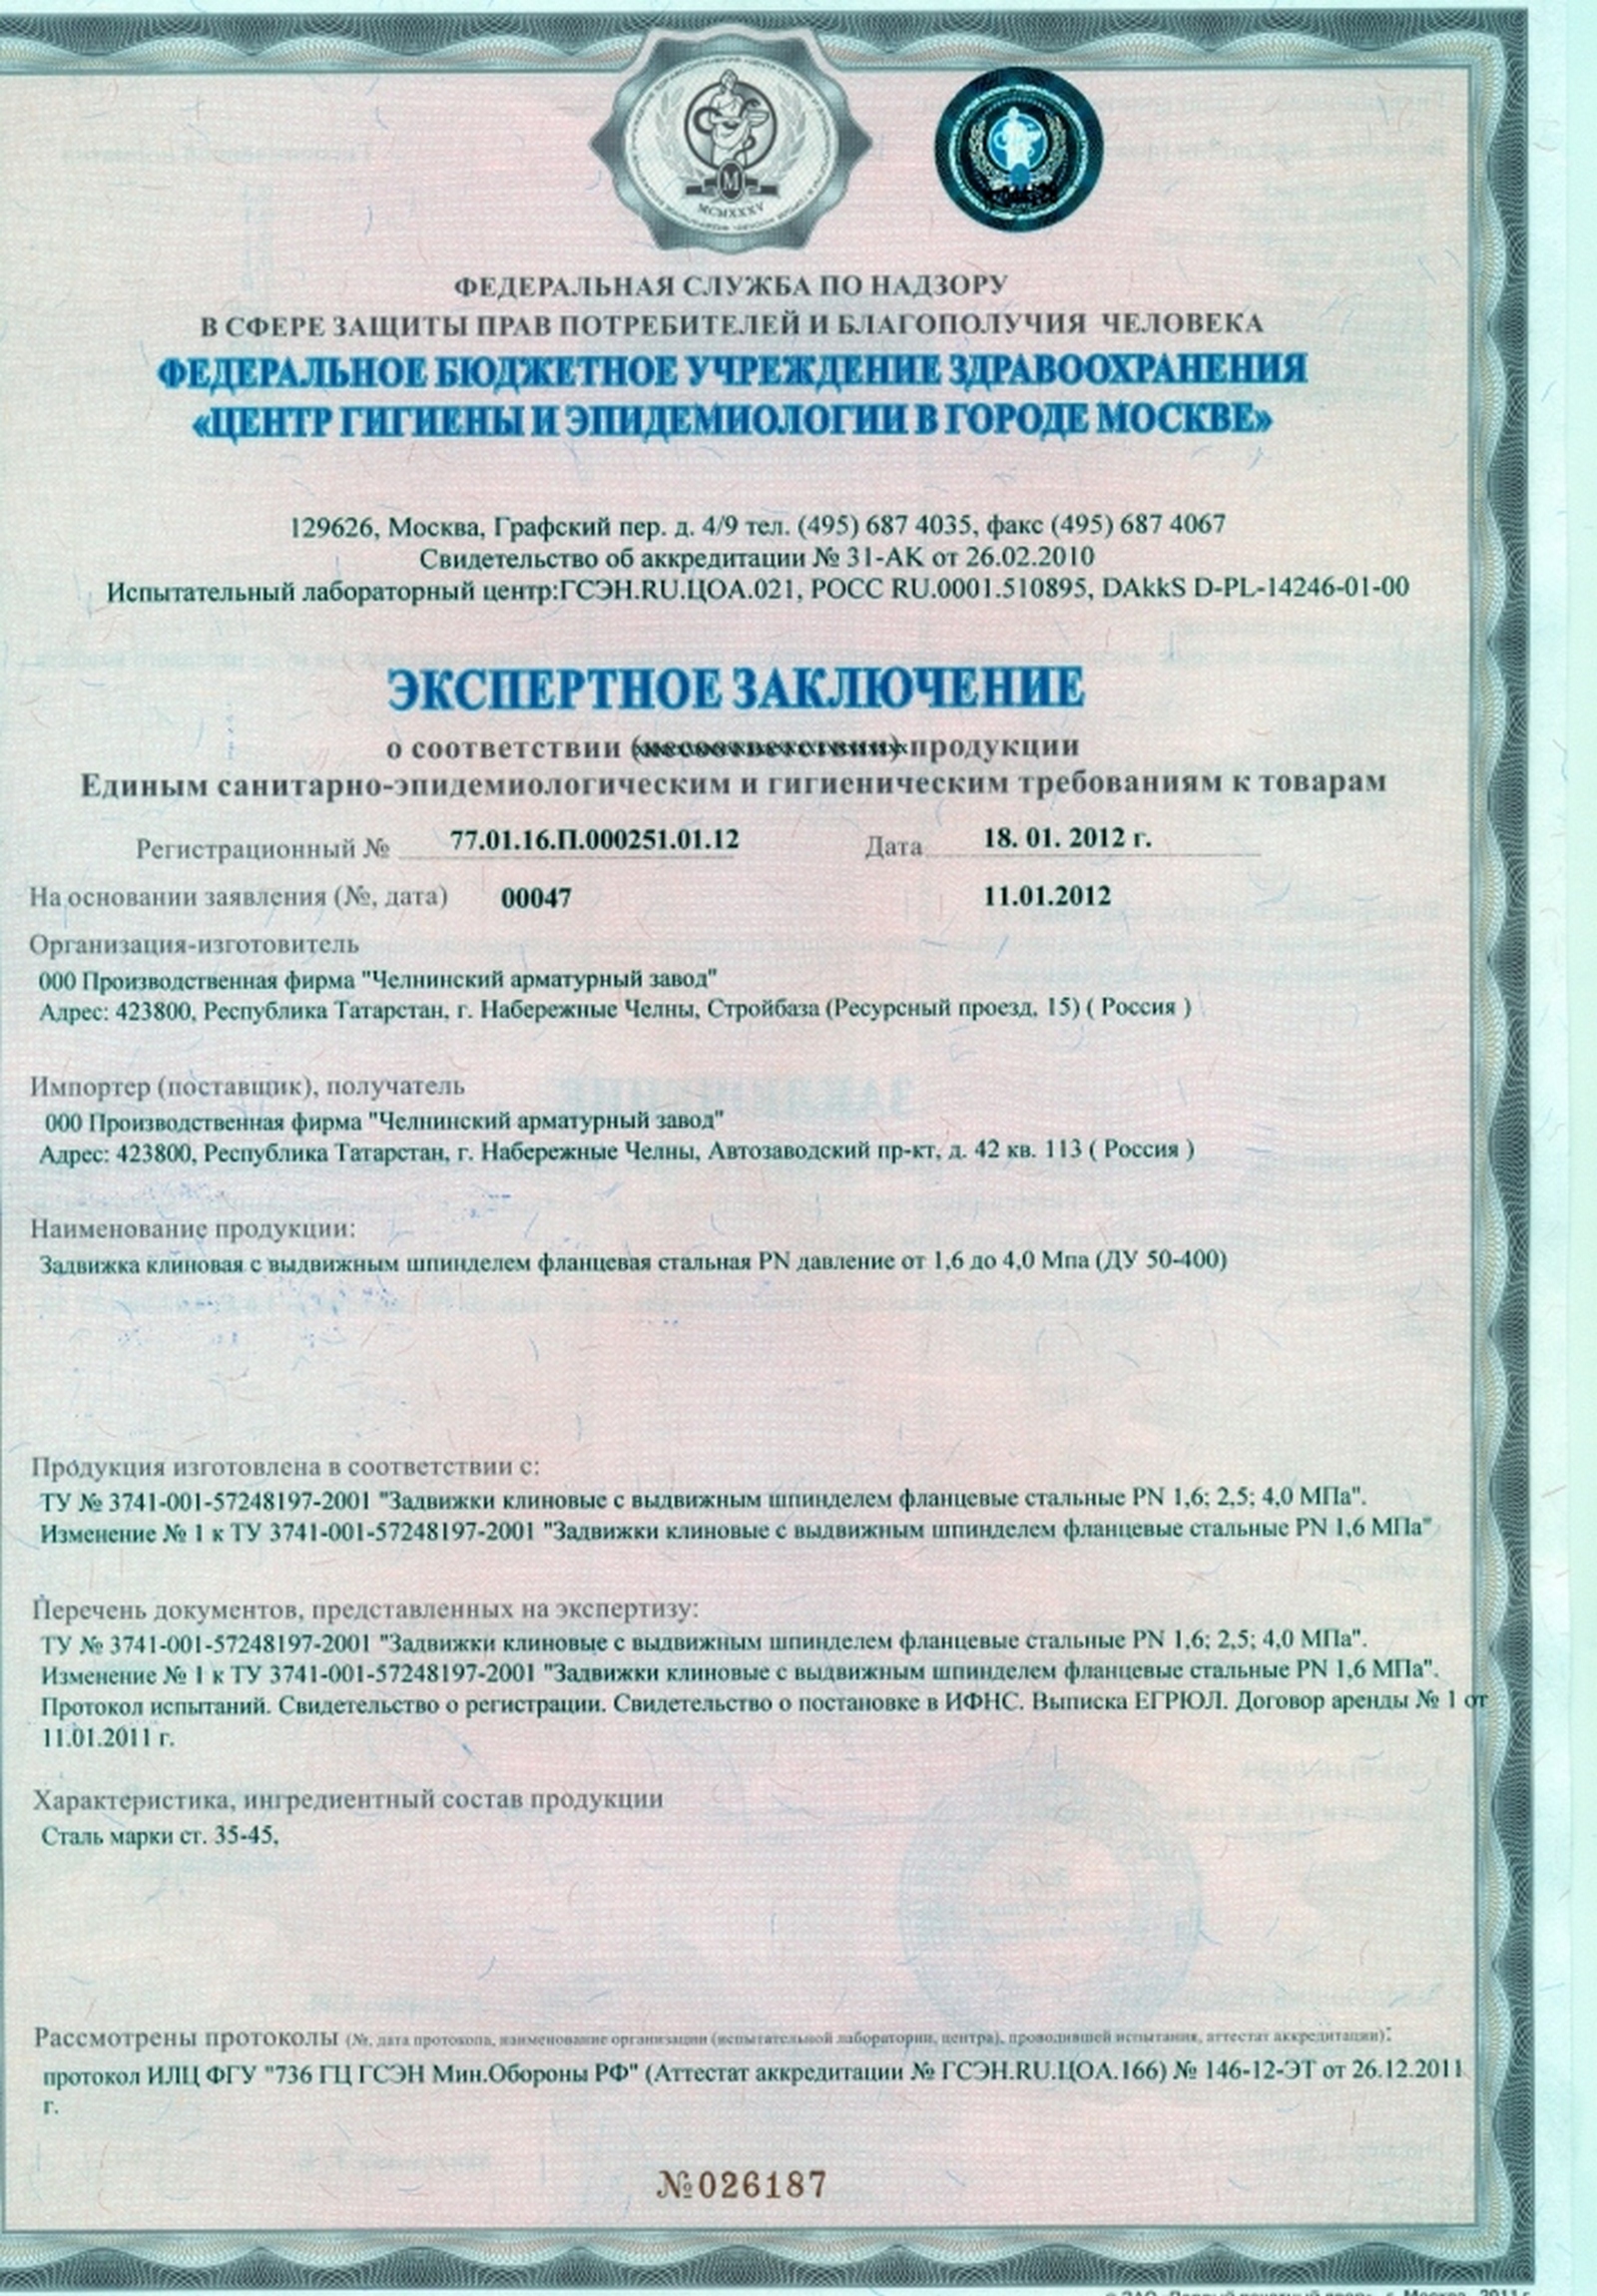 MCMXXXV
М
ФЕДЕРАЛЬНАЯ СЛУЖБА ПО НАДЗОРУ
В СФЕРЕ ЗАЩИТЫ ПРАВ ПОТРЕБИТЕЛЕЙ И БЛАГОПОЛУЧИЯ ЧЕЛОВЕКА
ФЕДЕРАЛЬНОЕ БЮДЖЕТНОЕ УЧРЕЖДЕНИЕ ЗДРАВООХРАНЕНИЯ
«ЦЕНТР ГИГИЕНЫ И ЭПИДЕМИОЛОГИИ В ГОРОДЕ МОСКВЕ»
129626, Москва, Графский пер. д. 4/9 тел. (495) 687 4035, факс (495) 687 4067
Свидетельство об аккредитации № 31-АК от 26.02.2010
Испытательный лабораторный центр:ГСЭН.RU.ЦОА.021, РОСС RU.0001.510895, DAkkS D-PL-14246-01-00
ЭКСПЕРТНОЕ ЗАКЛЮЧЕНИЕ
о соответствии (несоответствии) продукции
Единым санитарно-эпидемиологическим и гигиеническим требованиям к товарам
Регистрационный № 77.01.16.П.000251.01.12 Дата 18. 01. 2012 г.
На основании заявления (№, дата) 00047 11.01.2012
Организация-изготовитель
ООО Производственная фирма "Челнинский арматурный завод"
Адрес: 423800, Республика Татарстан, г. Набережные Челны, Стройбаза (Ресурсный проезд, 15) ( Россия )
Импортер (поставщик), получатель
ООО Производственная фирма "Челнинский арматурный завод"
Адрес: 423800, Республика Татарстан, г. Набережные Челны, Автозаводский пр-кт, д. 42 кв. 113 ( Россия )
Наименование продукции:
Задвижка клиновая с выдвижным шпинделем фланцевая стальная PN давление от 1,6 до 4,0 Мпа (ДУ 50-400)
Продукция изготовлена в соответствии с:
ТУ № 3741-001-57248197-2001 "Задвижки клиновые с выдвижным шпинделем фланцевые стальные PN 1,6; 2,5; 4,0 МПа".
Изменение № 1 к ТУ 3741-001-57248197-2001 "Задвижки клиновые с выдвижным шпинделем фланцевые стальные PN 1,6 МПа"
Перечень документов, представленных на экспертизу:
ТУ № 3741-001-57248197-2001 "Задвижки клиновые с выдвижным шпинделем фланцевые стальные PN 1,6; 2,5; 4,0 МПа".
Изменение № 1 к ТУ 3741-001-57248197-2001 "Задвижки клиновые с выдвижным шпинделем фланцевые стальные PN 1,6 МПа".
Протокол испытаний. Свидетельство о регистрации. Свидетельство о постановке в ИФНС. Выписка ЕГРЮЛ. Договор аренды № 1 от
11.01.2011 г.
Характеристика, ингредиентный состав продукции
Сталь марки ст. 35-45,
Рассмотрены протоколы (№, дата протокола, наименование организации (испытательной лаборатории, центра), проводившей испытания, аттестат аккредитации):
протокол ИЛЦ ФГУ "736 ГЦ ГСЭН Мин.Обороны РФ" (Аттестат аккредитации № ГСЭН.RU.ЦОА.166) № 146-12-ЭТ от 26.12.2011
г.
№026187